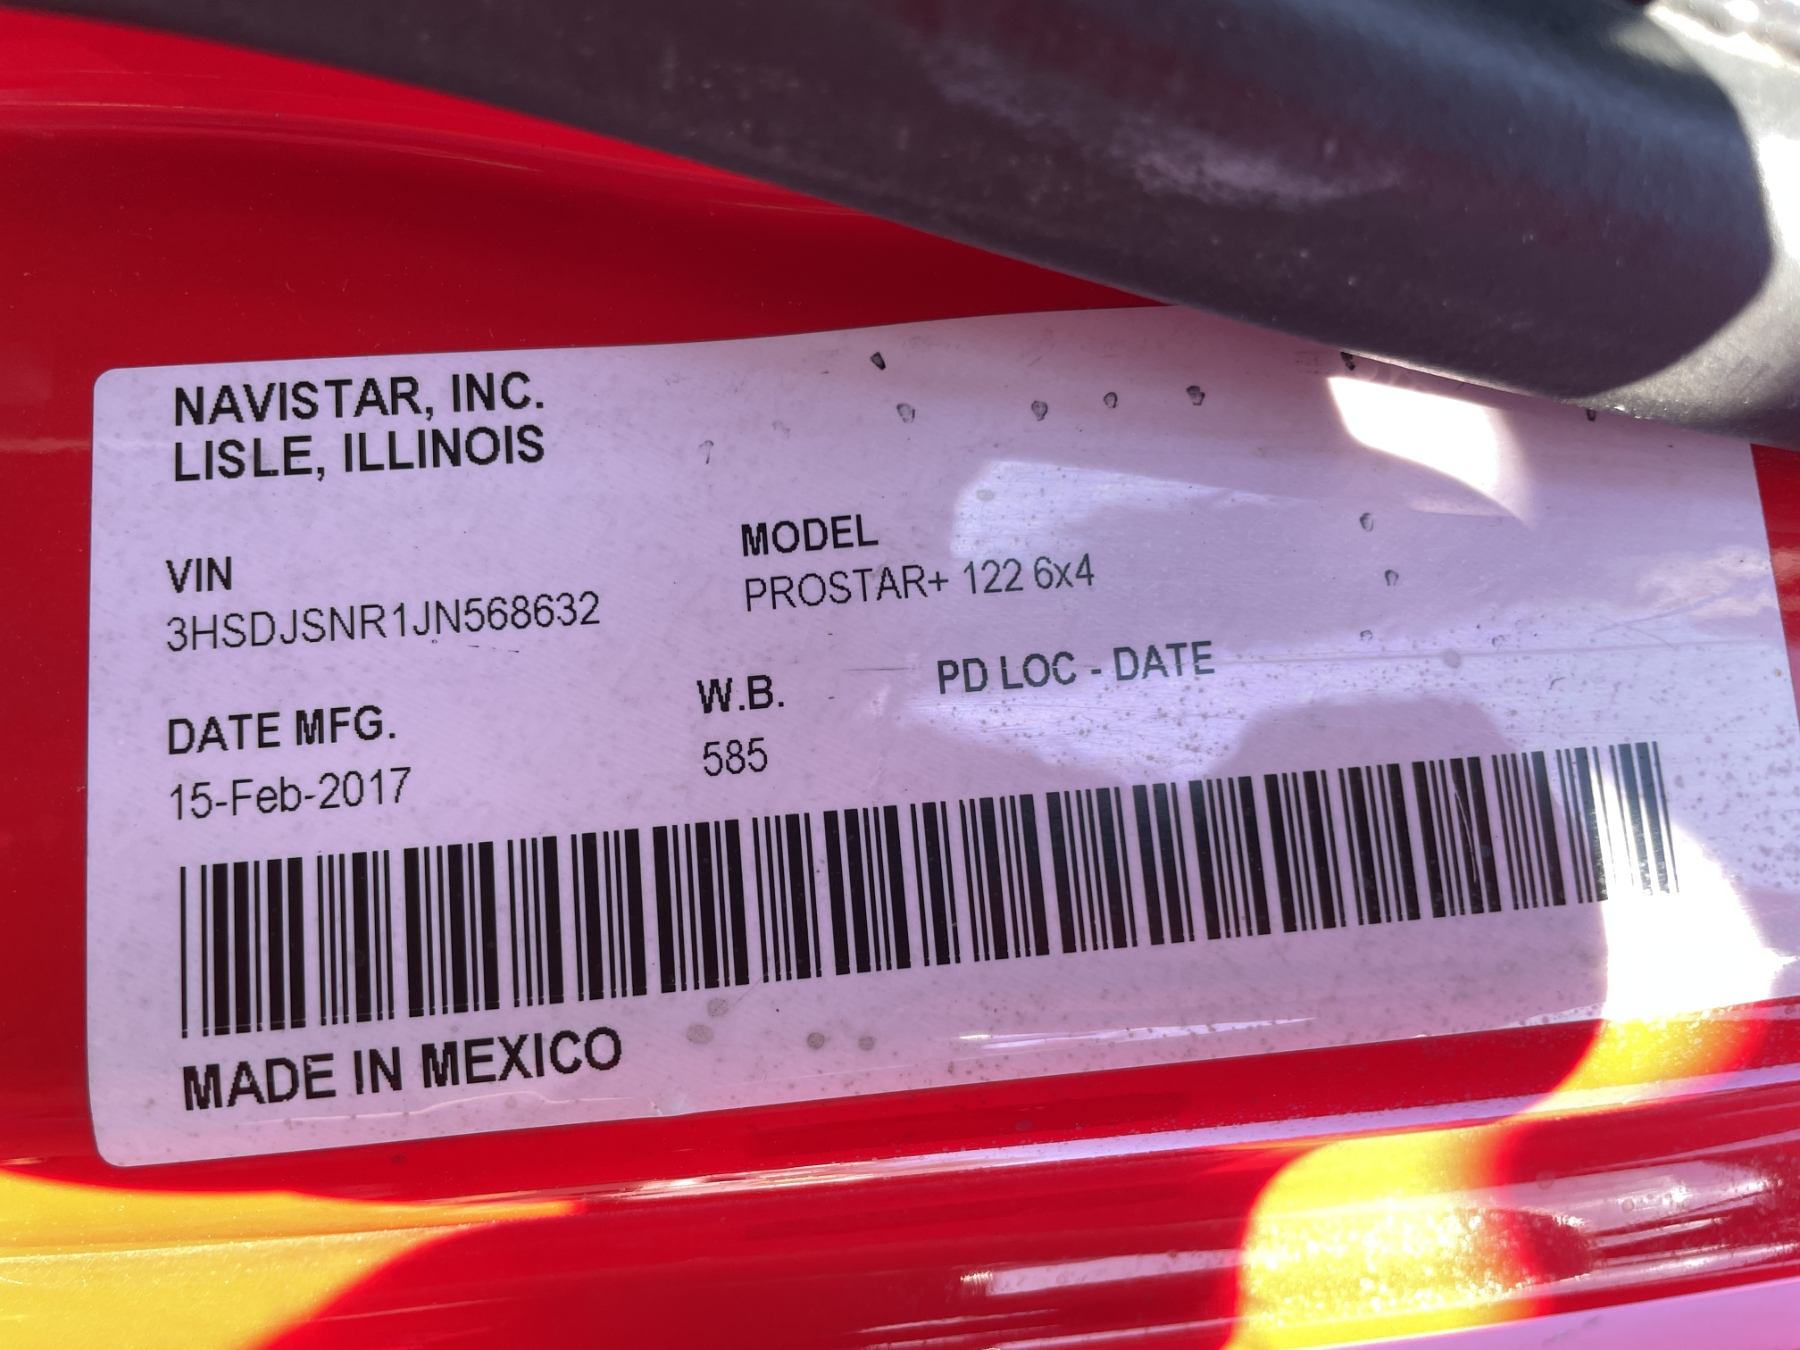 NAVISTAR, INC.
LISLE, ILLINOIS
VIN
3HSDJSNR1JN568632
MODEL
PROSTAR+ 122 6x4
DATE MFG.
15-Feb-2017
W.B.
585
PD LOC - DATE
MADE IN MEXICO